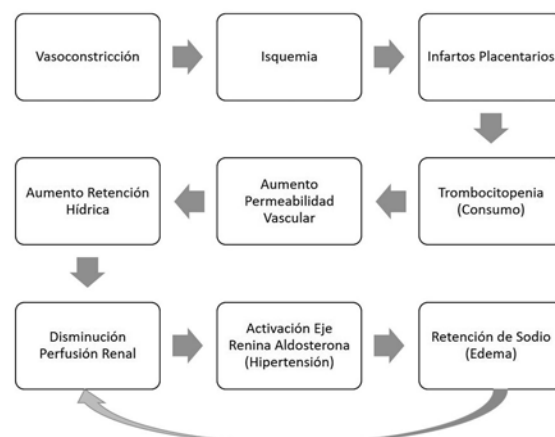 Vasoconstricción
Isquemia
Infartos Placentarios
Trombocitopenia
(Consumo)
Aumento
Permeabilidad
Vascular
Aumento Retención
Hídrica
Disminución
Perfusión Renal
Activación Eje
Renina Aldosterona
(Hipertensión)
Retención de Sodio
(Edema)